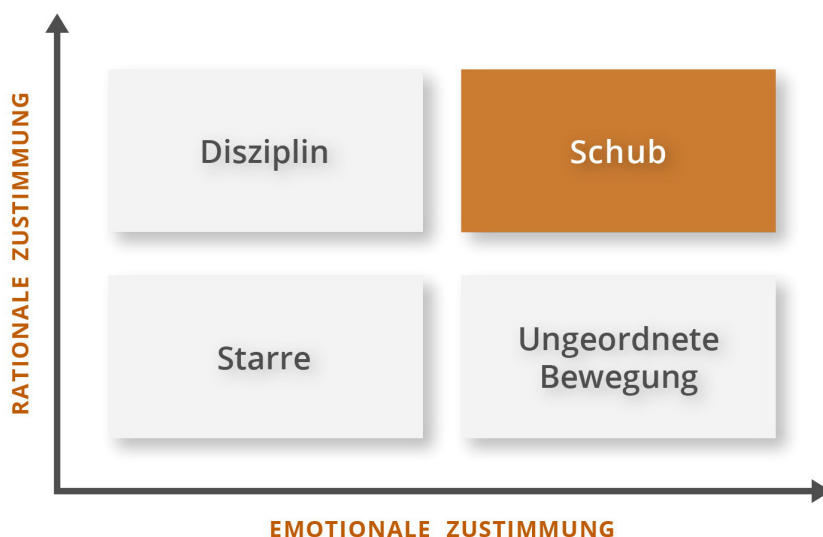 RATIONALE ZUSTIMMUNG
Disziplin
Schub
Starre
Ungeordnete
Bewegung
EMOTIONALE ZUSTIMMUNG